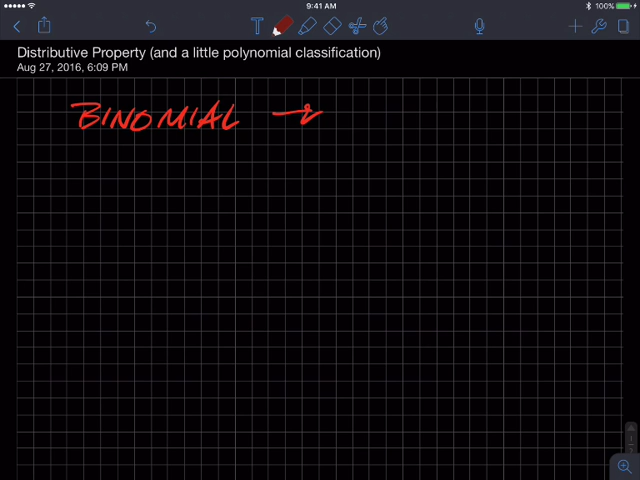 9:41 AM
100%
T
Distributive Property (and a little polynomial classification)
Aug 27, 2016, 6:09 PM
BINOMIAL →